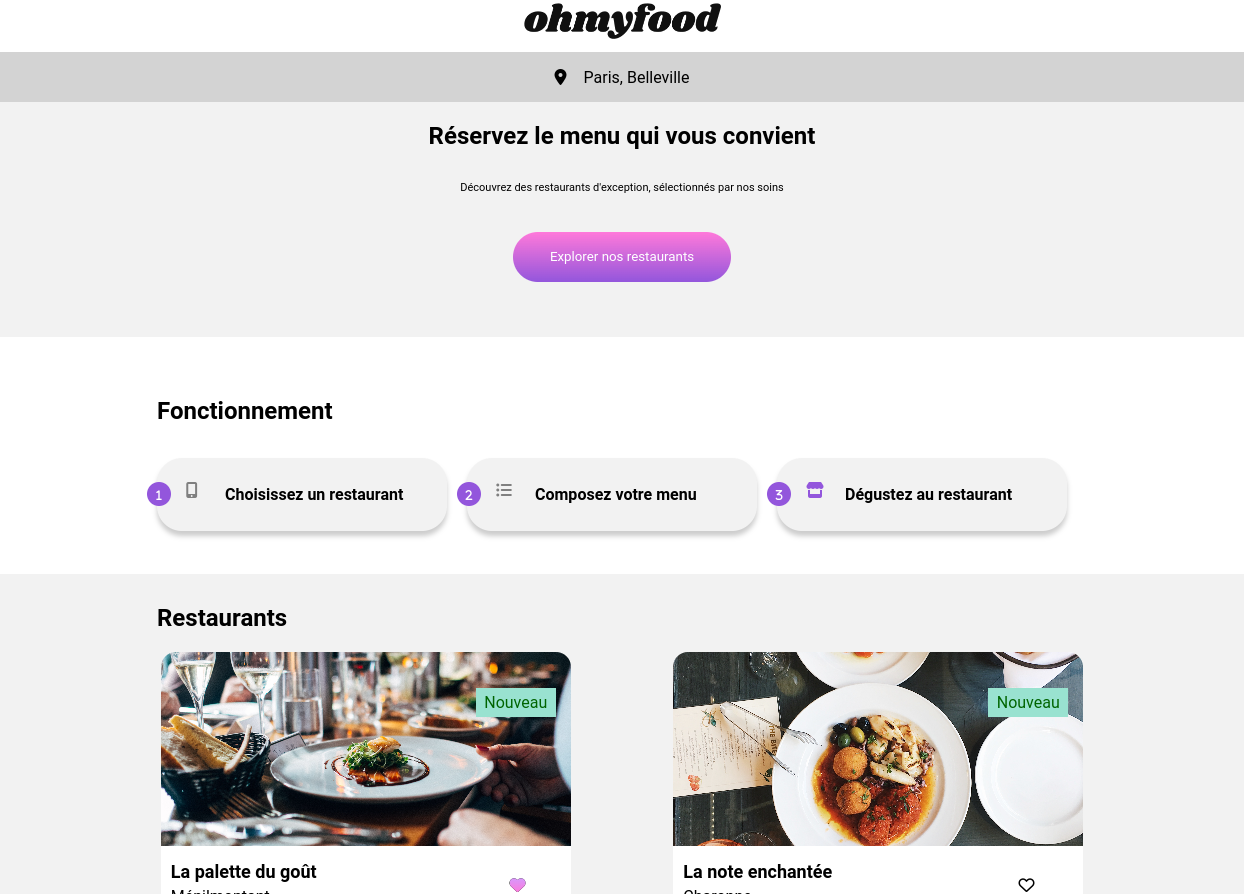 ohmyfood
Paris, Belleville
Réservez le menu qui vous convient
Découvrez des restaurants d'exception, sélectionnés par nos soins
Explorer nos restaurants
Fonctionnement
1 Choisissez un restaurant
2 Composez votre menu
3 Dégustez au restaurant
Restaurants
Nouveau
Nouveau
La palette du goût
Ménilmontant
La note enchantée
Charonne